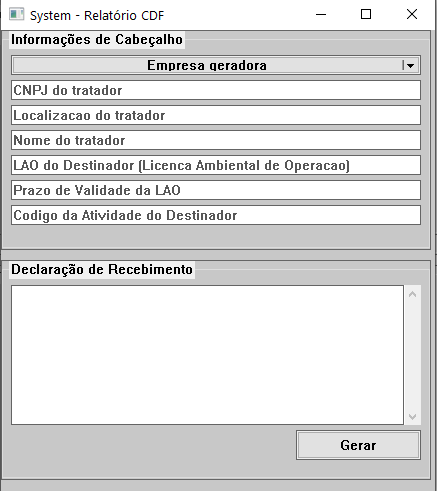 System - Relatório CDF
Informações de Cabeçalho
Empresa geradora
CNPJ do tratador
Localizacao do tratador
Nome do tratador
LAO do Destinador (Licenca Ambiental de Operacao)
Prazo de Validade da LAO
Codigo da Atividade do Destinador
Declaração de Recebimento
Gerar